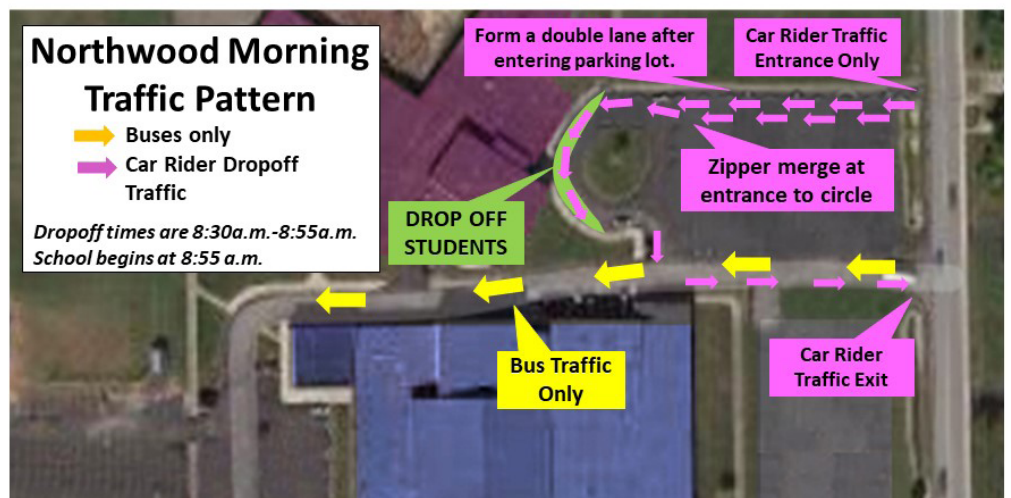 Northwood Morning
Traffic Pattern
Buses only
Car Rider Dropoff
Traffic
Dropoff times are 8:30a.m.-8:55a.m.
School begins at 8:55 a.m.
Form a double lane after
entering parking lot.
Car Rider Traffic
Entrance Only
Zipper merge at
entrance to circle
DROP OFF
STUDENTS
Bus Traffic
Only
Car Rider
Traffic Exit